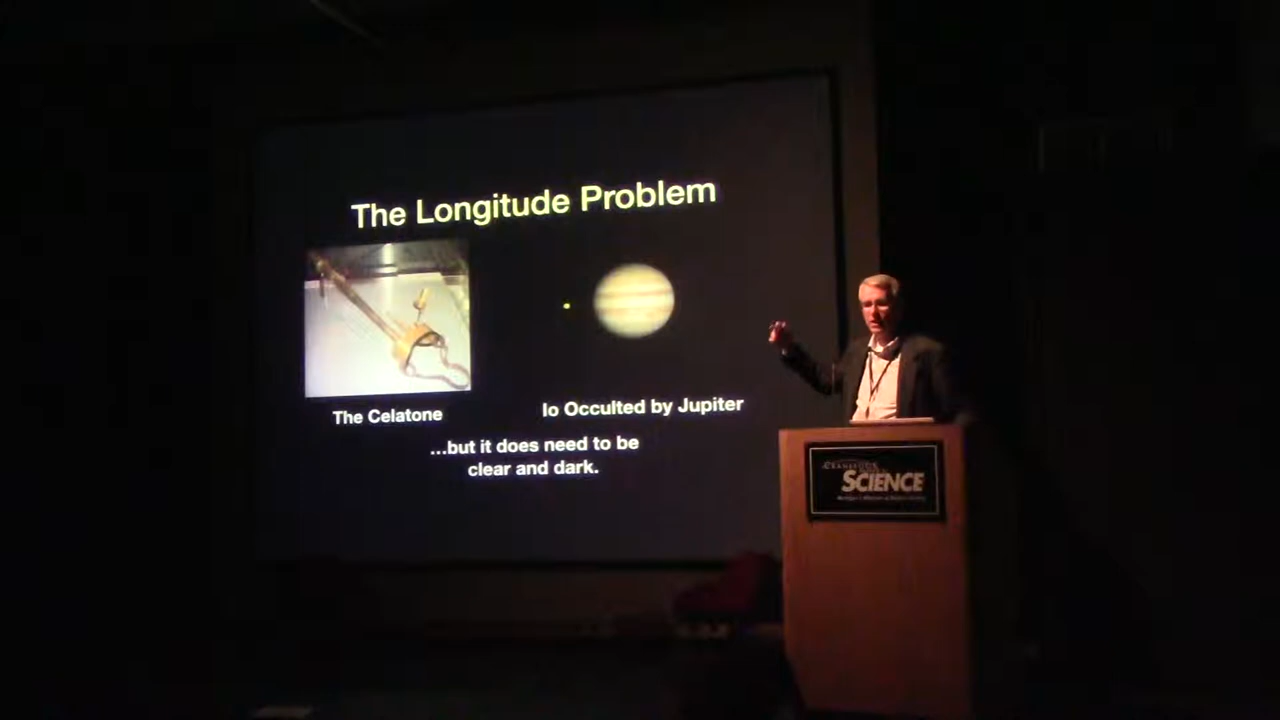 The Longitude Problem
The Celatone
Io Occulted by Jupiter
...but it does need to be
clear and dark.
CRANBROOK
SCIENCE